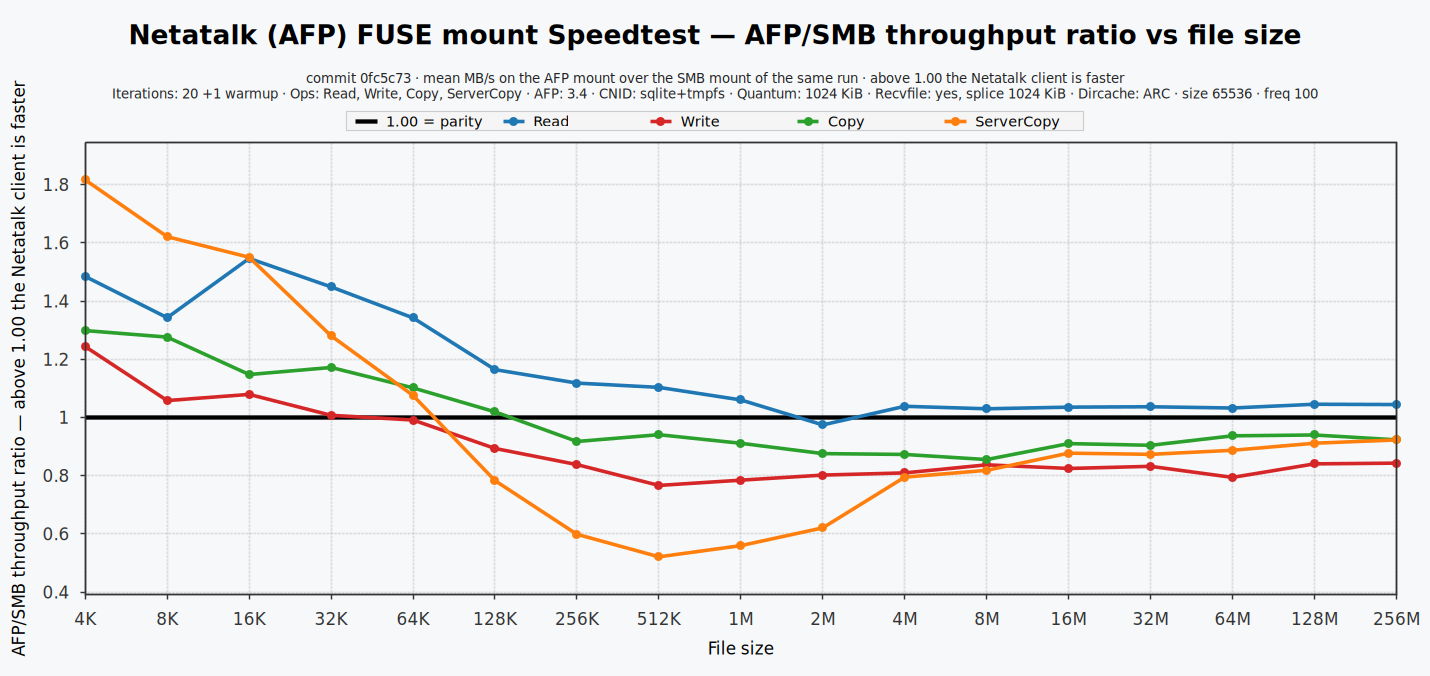 Netatalk (AFP) FUSE mount Speedtest — AFP/SMB throughput ratio vs file size
commit 0fc5c73 · mean MB/s on the AFP mount over the SMB mount of the same run · above 1.00 the Netatalk client is faster
Iterations: 20 +1 warmup · Ops: Read, Write, Copy, ServerCopy · AFP: 3.4 · CNID: sqlite+tmpfs · Quantum: 1024 KiB · Recvfile: yes, splice 1024 KiB · Dircache: ARC · size 65536 · freq 100
1.00 = parity Read Write Copy ServerCopy
AFP/SMB throughput ratio — above 1.00 the Netatalk client is faster
1.8
1.6
1.4
1.2
1
0.8
0.6
0.4
4K 8K 16K 32K 64K 128K 256K 512K 1M 2M 4M 8M 16M 32M 64M 128M 256M
File size